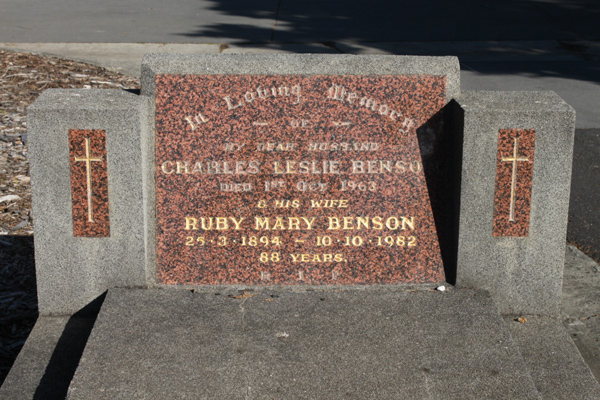 In Loving Memory
OF
MY DEAR HUSBAND
CHARLES LESLIE BENSON
DIED 1ST OCT 1963
& HIS WIFE
RUBY MARY BENSON
25·3·1894 – 10·10·1982
88 YEARS.
R I P